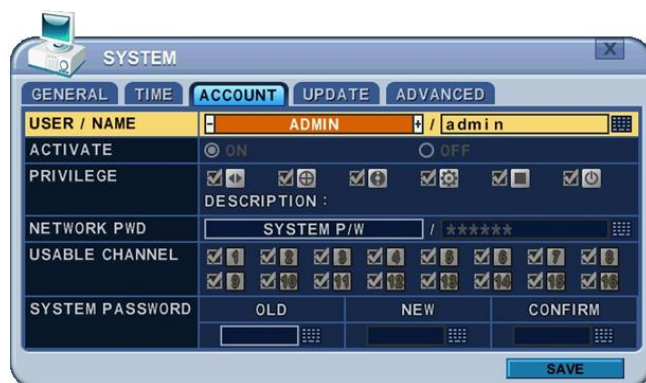 SYSTEM X
GENERAL TIME ACCOUNT UPDATE ADVANCED
USER / NAME - ADMIN + / admin
ACTIVATE ON OFF
PRIVILEGE
DESCRIPTION :
NETWORK PWD SYSTEM P/W / ******
USABLE CHANNEL 1 2 3 4 5 6 7 8
9 10 11 12 13 14 15 16
SYSTEM PASSWORD OLD NEW CONFIRM
SAVE